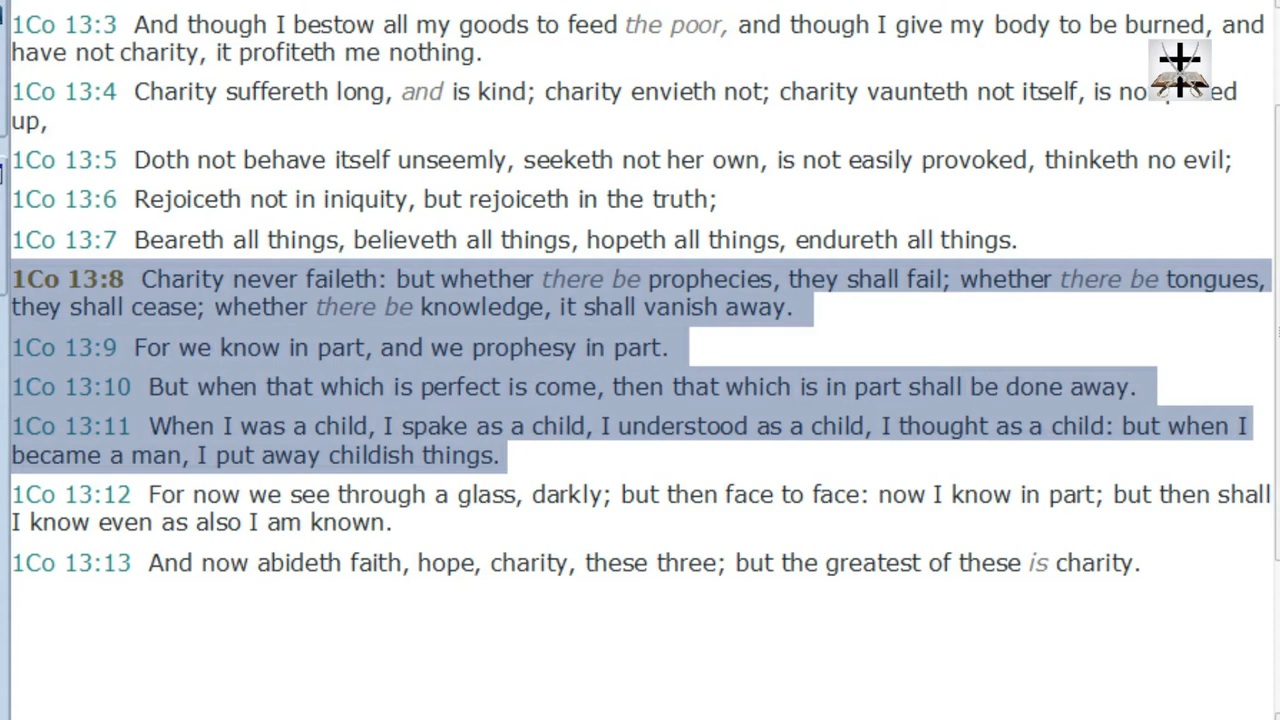 1Co 13:3 And though I bestow all my goods to feed the poor, and though I give my body to be burned, and
have not charity, it profiteth me nothing.
1Co 13:4 Charity suffereth long, and is kind; charity envieth not; charity vaunteth not itself, is not
up,
1Co 13:5 Doth not behave itself unseemly, seeketh not her own, is not easily provoked, thinketh no evil;
1Co 13:6 Rejoiceth not in iniquity, but rejoiceth in the truth;
1Co 13:7 Beareth all things, believeth all things, hopeth all things, endureth all things.
1Co 13:8 Charity never faileth: but whether there be prophecies, they shall fail; whether there be tongues,
they shall cease; whether there be knowledge, it shall vanish away.
1Co 13:9 For we know in part, and we prophesy in part.
1Co 13:10 But when that which is perfect is come, then that which is in part shall be done away.
1Co 13:11 When I was a child, I spake as a child, I understood as a child, I thought as a child: but when I
became a man, I put away childish things.
1Co 13:12 For now we see through a glass, darkly; but then face to face: now I know in part; but then shall
I know even as also I am known.
1Co 13:13 And now abideth faith, hope, charity, these three; but the greatest of these is charity.